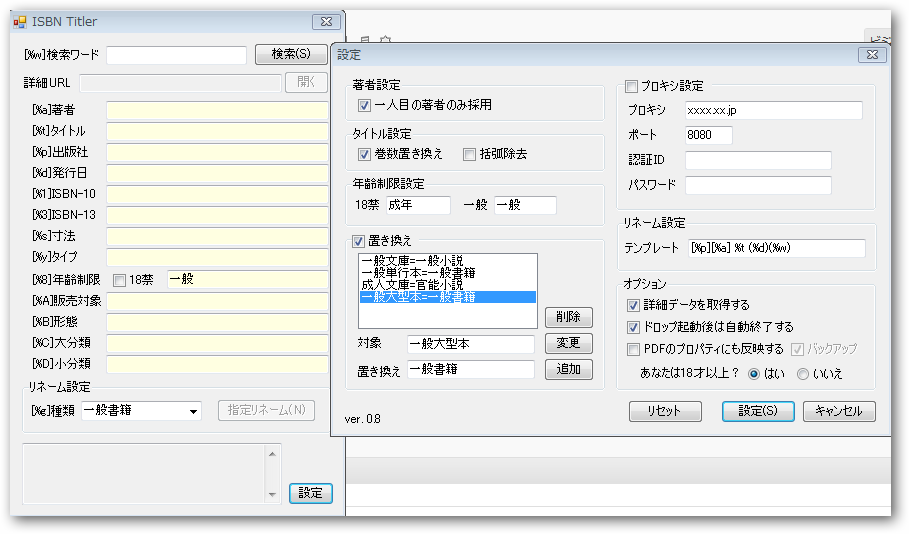 ISBN Titler
[%w]検索ワード
検索(S)
詳細URL
開く
[%a]著者
[%t]タイトル
[%p]出版社
[%d]発行日
[%1]ISBN-10
[%3]ISBN-13
[%s]寸法
[%y]タイプ
[%8]年齢制限 18禁 一般
[%A]販売対象
[%B]形態
[%C]大分類
[%D]小分類
リネーム設定
[%g]種類 一般書籍
指定リネーム(N)
設定
設定
著者設定
一人目の著者のみ採用
タイトル設定
巻数置き換え 括弧除去
年齢制限設定
18禁 成年 一般 一般
置き換え
一般文庫=一般小説
一般単行本=一般書籍
成人文庫=官能小説
一般大型本=一般書籍
削除
対象 一般大型本 変更
置き換え 一般書籍 追加
ver. 0.8
プロキシ設定
プロキシ xxxx.xx.jp
ポート 8080
認証ID
パスワード
リネーム設定
テンプレート [%p][%a] %t (%d)(%w)
オプション
詳細データを取得する
ドロップ起動後は自動終了する
PDFのプロパティにも反映する バックアップ
あなたは18才以上？ はい いいえ
リセット 設定(S) キャンセル